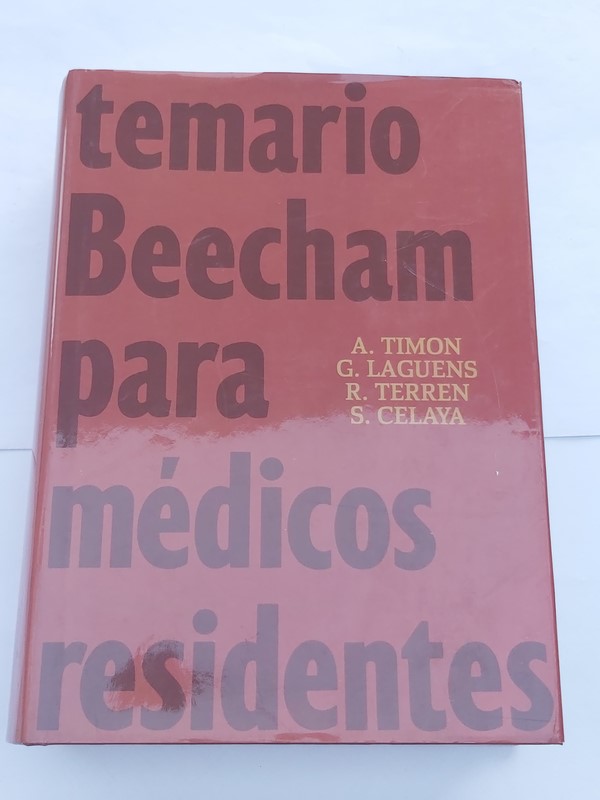 temario
Beecham
para
A. TIMON
G. LAGUENS
R. TERREN
S. CELAYA
médicos
residentes